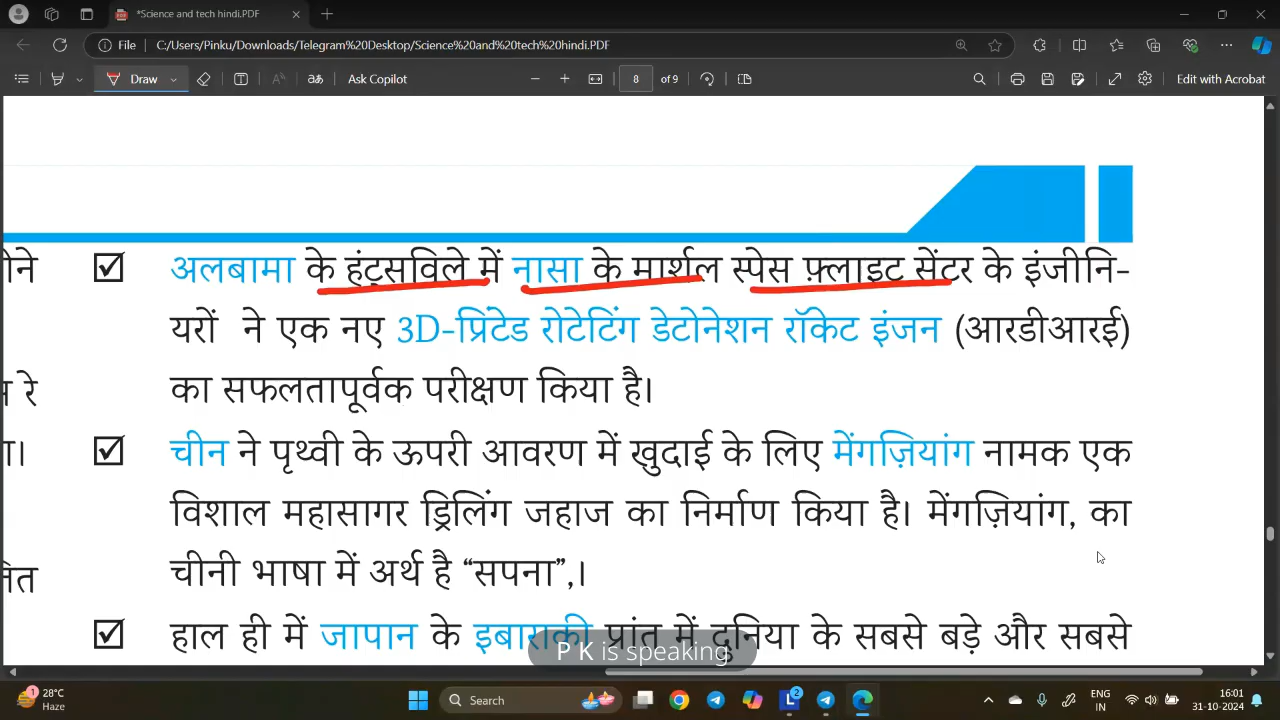 *Science and tech hindi.PDF
File C:/Users/Pinku/Downloads/Telegram%20Desktop/Science%20and%20tech%20hindi.PDF
Draw Ask Copilot 8 of 9 Edit with Acrobat
ोने
अलबामा के हंट्सविले में नासा के मार्शल स्पेस फ़्लाइट सेंटर के इंजीनि-
यरों ने एक नए 3D-प्रिंटेड रोटेटिंग डेटोनेशन रॉकेट इंजन (आरडीआरई)
रे का सफलतापूर्वक परीक्षण किया है।
ा। चीन ने पृथ्वी के ऊपरी आवरण में खुदाई के लिए मेंगज़ियांग नामक एक
विशाल महासागर ड्रिलिंग जहाज का निर्माण किया है। मेंगज़ियांग, का
चीनी भाषा में अर्थ है “सपना”,।
हाल ही में जापान के इबाराकी प्रांत में दुनिया के सबसे बड़े और सबसे
P K is speaking
1 28°C
Haze
Search
L 2
ENG
IN
16:01
31-10-2024